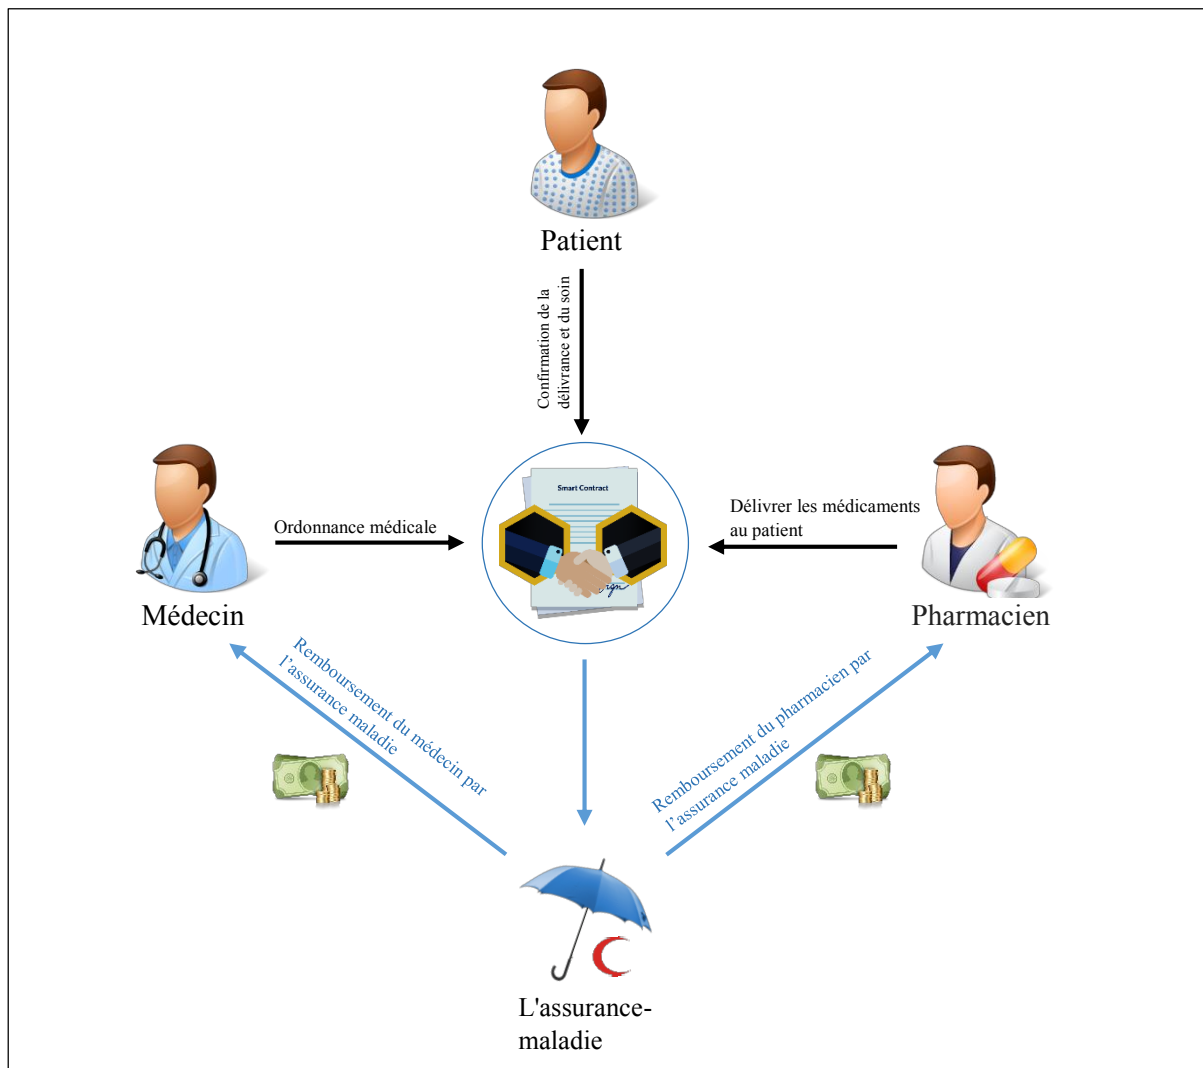 Patient
Confirmation de la
délivrance et du soin
Smart Contract
Ordonnance médicale
Délivrer les médicaments
au patient
Médecin
Pharmacien
Remboursement du médecin par
l’assurance maladie
Remboursement du pharmacien par
l’assurance maladie
L'assurance-
maladie